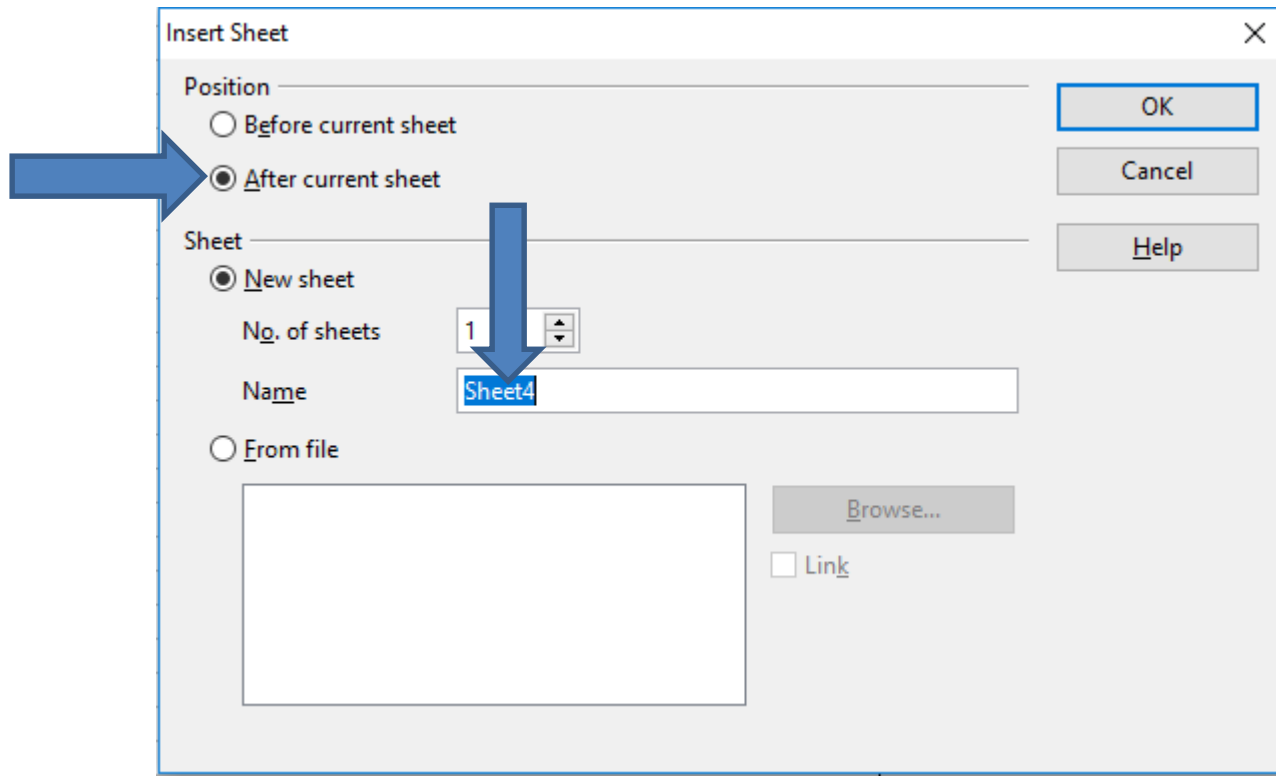 Insert Sheet
Position
Before current sheet
OK
After current sheet
Cancel
Sheet
Help
New sheet
No. of sheets 1
Name Sheet4
From file
Browse...
Link